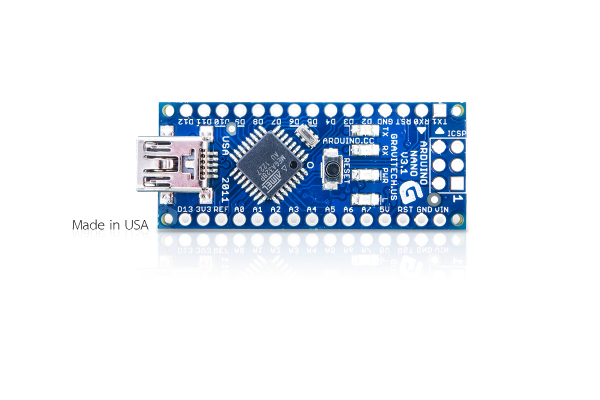 D12 D11 D10 D9 D8 D7 D6 D5 D4 D3 D2 GND RST RX0 TX1
ICSP
USA
2011
ARDUINO.CC
TX
RX
PWR
L
RESET
ARDUINO
NANO
V3.1
GRAVITECH.US
G
1
ATMEL
MEGA328P
Made in USA
D13 3V3 REF A0 A1 A2 A3 A4 A5 A6 A7 5V RST GND VIN